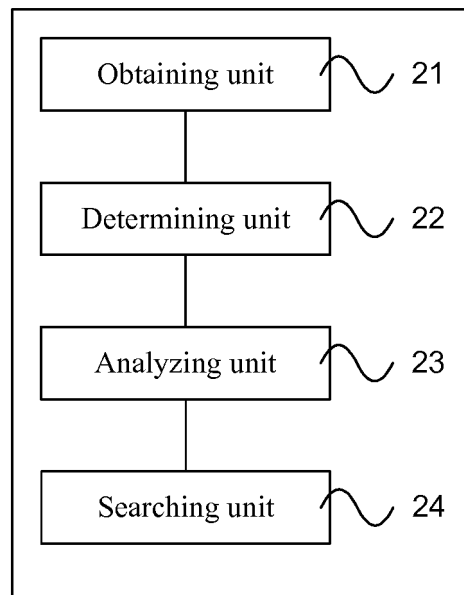 Obtaining unit 21
Determining unit 22
Analyzing unit 23
Searching unit 24